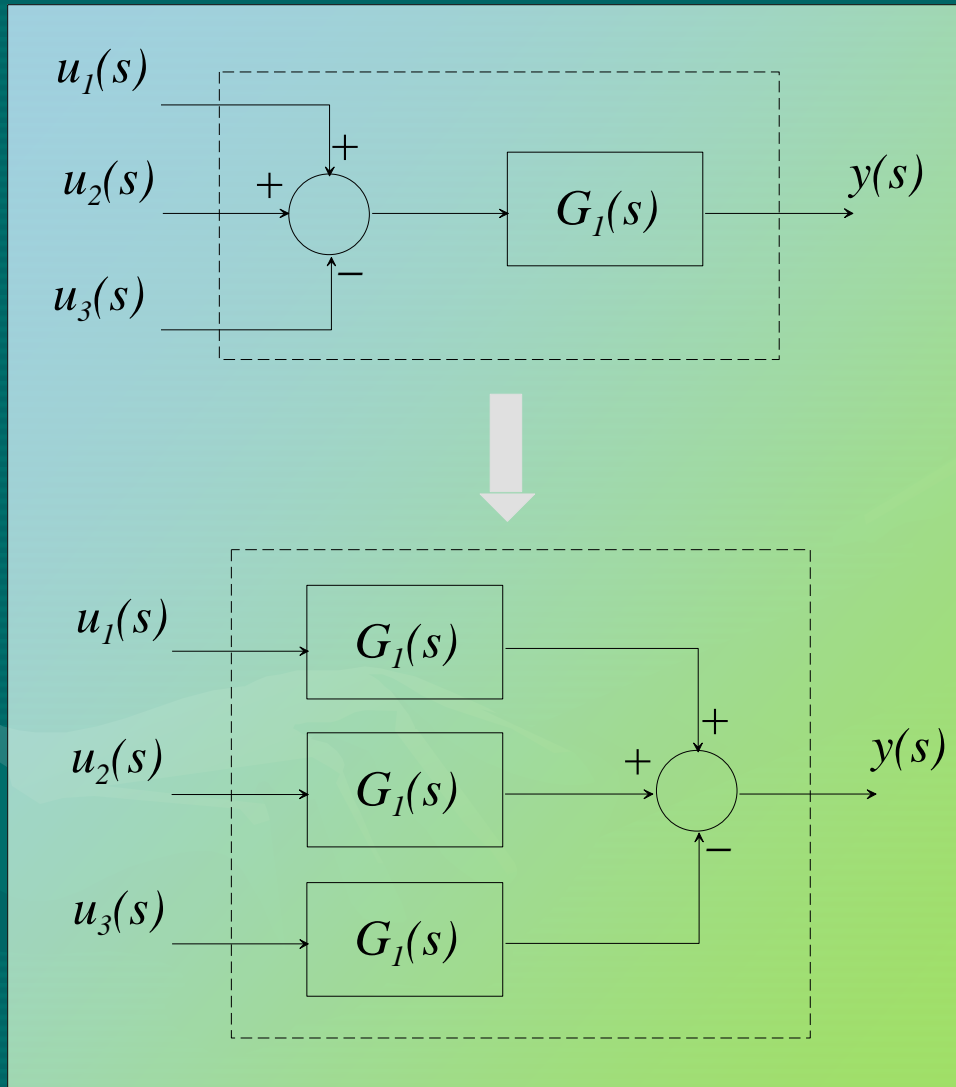 u₁(s)
+
u₂(s)
+
G₁(s)
y(s)
−
u₃(s)
u₁(s)
G₁(s)
+
u₂(s)
G₁(s)
+
y(s)
−
u₃(s)
G₁(s)